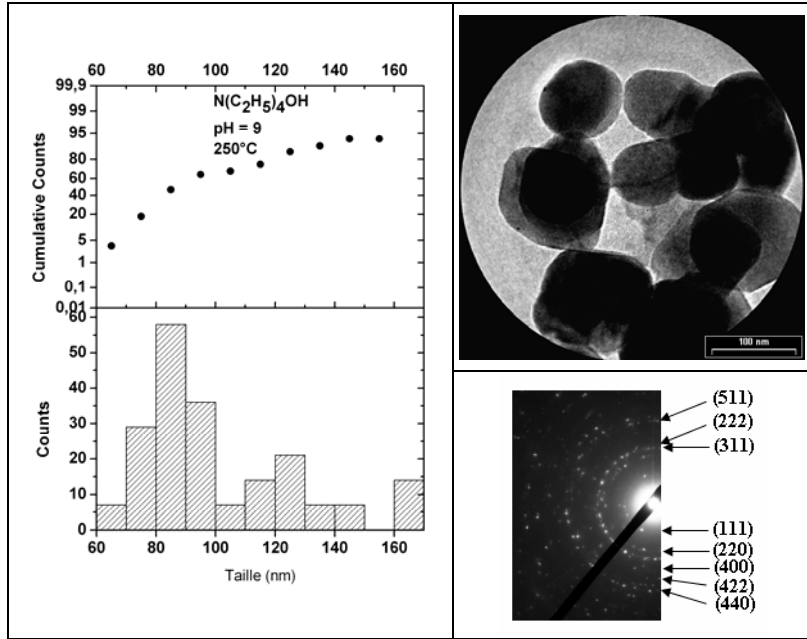 60 80 100 120 140 160
99,9
99
95
80
60
40
20
5
1
0,1
0,01
Cumulative Counts
N(C2H5)4OH
pH = 9
250°C
60
50
40
30
20
10
0
Counts
60 80 100 120 140 160
Taille (nm)
100 nm
(511)
(222)
(311)
(111)
(220)
(400)
(422)
(440)